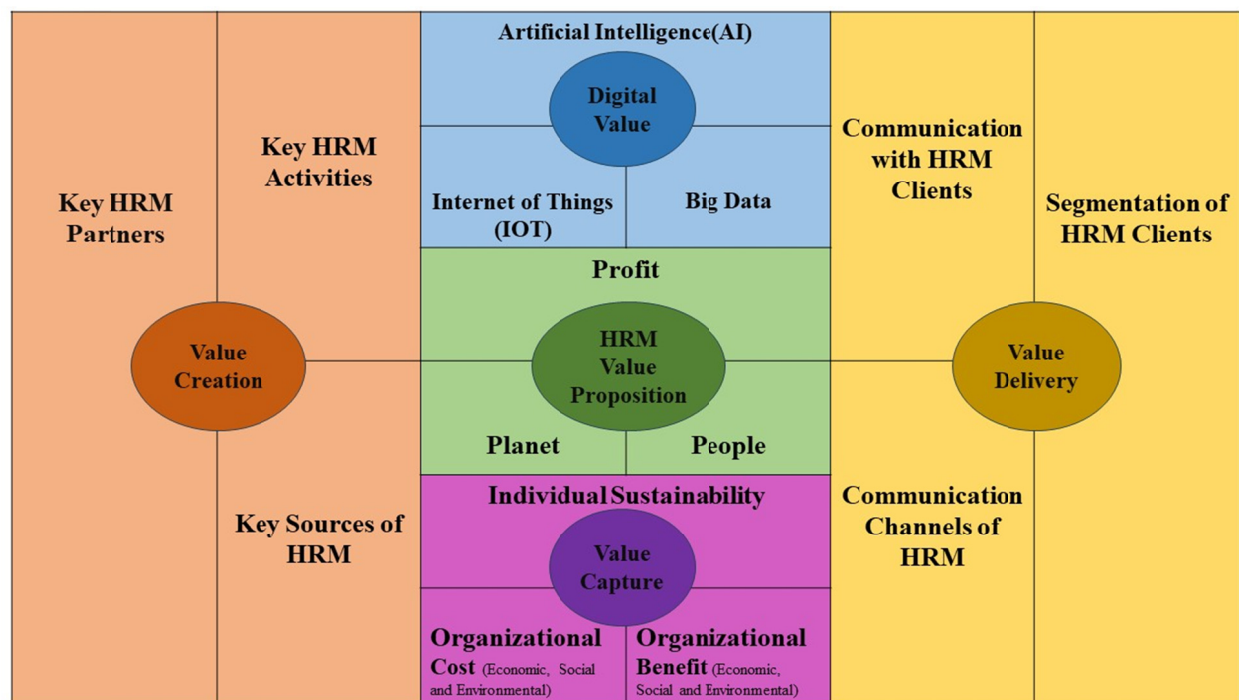 Key HRM
Partners
Key HRM
Activities
Value
Creation
Key Sources of
HRM
Artificial Intelligence(AI)
Digital
Value
Internet of Things
(IOT)
Big Data
Profit
HRM
Value
Proposition
Planet
People
Individual Sustainability
Value
Capture
Organizational
Cost (Economic, Social
and Environmental)
Organizational
Benefit (Economic,
Social and Environmental)
Communication
with HRM
Clients
Segmentation of
HRM Clients
Value
Delivery
Communication
Channels of
HRM